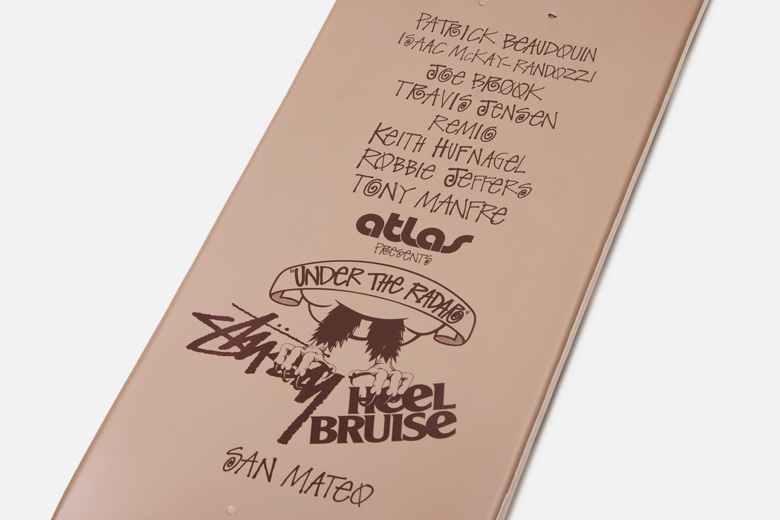 PATRICK BEAUDOUIN
ISAAC McKAY-RANDOZZI
JOE BROOK
TRAVIS JENSEN
REMIO
KEITH HUFNAGEL
ROBBIE JEFFERS
TONY MANFRE
atlas
PRESENTS
"UNDER THE RADAR"
Stüssy
HEEL
BRUISE
SAN MATEO